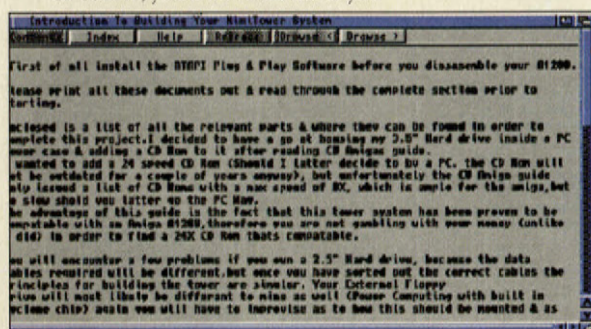 Introduction To Building Your MiniTower System
Contents Index Help Retrace Browse < Browse >
First of all install the ATAPI Plug & Play Software before you disassemble your A1200.
lease print all these documents out & read through the complete section prior to
tarting.
nclosed is a list of all the relevant parts & where they can be found in order to
omplete this project.I decided to have a go at housing my 2.5" Hard drive inside a PC
ower case & adding a CD Rom to it after reading CU Amigas guide.
wanted to add a 24 speed CD Rom (Should I latter decide to bu a PC. the CD Rom will
ot be outdated for a couple of years anyway), but unfortunately the CU Amiga guide
nly issued a list of CD Roms with a max speed of 8X, which is ample for the amiga,but
o slow should you latter go the PC Way.
he advantage of this guide is the fact that this tower system has been proven to be
ompatable with an Amiga A1200,therefore you are not gambling with your money (unlike
did) in order to find a 24X CD Rom thats compatable.
ou will encounter a few problems if you own a 2.5" Hard drive, because the data
ables required will be different,but once you have sorted out the correct cables the
rinciples for building the tower are simular. Your External Floppy
rive will most likely be differant to mine as well (Power Computing with built in
yclone chip) again you will have to improvise as to how this should be mounted & as